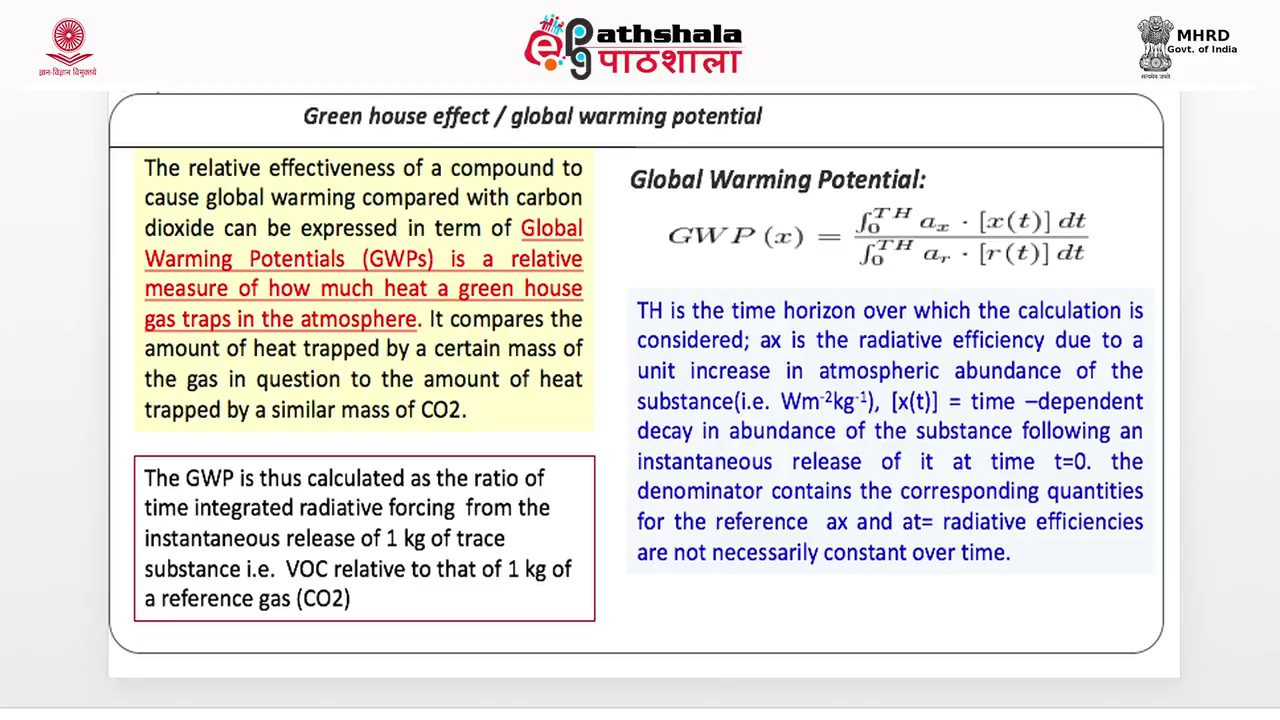 ज्ञान-विज्ञान विमुक्तये
ePGathshala
पाठशाला
सत्यमेव जयते
MHRD
Govt. of India
Green house effect / global warming potential
The relative effectiveness of a compound to
cause global warming compared with carbon
dioxide can be expressed in term of Global
Warming Potentials (GWPs) is a relative
measure of how much heat a green house
gas traps in the atmosphere. It compares the
amount of heat trapped by a certain mass of
the gas in question to the amount of heat
trapped by a similar mass of CO2.
The GWP is thus calculated as the ratio of
time integrated radiative forcing from the
instantaneous release of 1 kg of trace
substance i.e. VOC relative to that of 1 kg of
a reference gas (CO2)
Global Warming Potential:
GWP(x) = ∫₀ᵀᴴ aₓ · [x(t)] dt / ∫₀ᵀᴴ aᵣ · [r(t)] dt
TH is the time horizon over which the calculation is
considered; ax is the radiative efficiency due to a
unit increase in atmospheric abundance of the
substance(i.e. Wm⁻²kg⁻¹), [x(t)] = time –dependent
decay in abundance of the substance following an
instantaneous release of it at time t=0. the
denominator contains the corresponding quantities
for the reference ax and at= radiative efficiencies
are not necessarily constant over time.